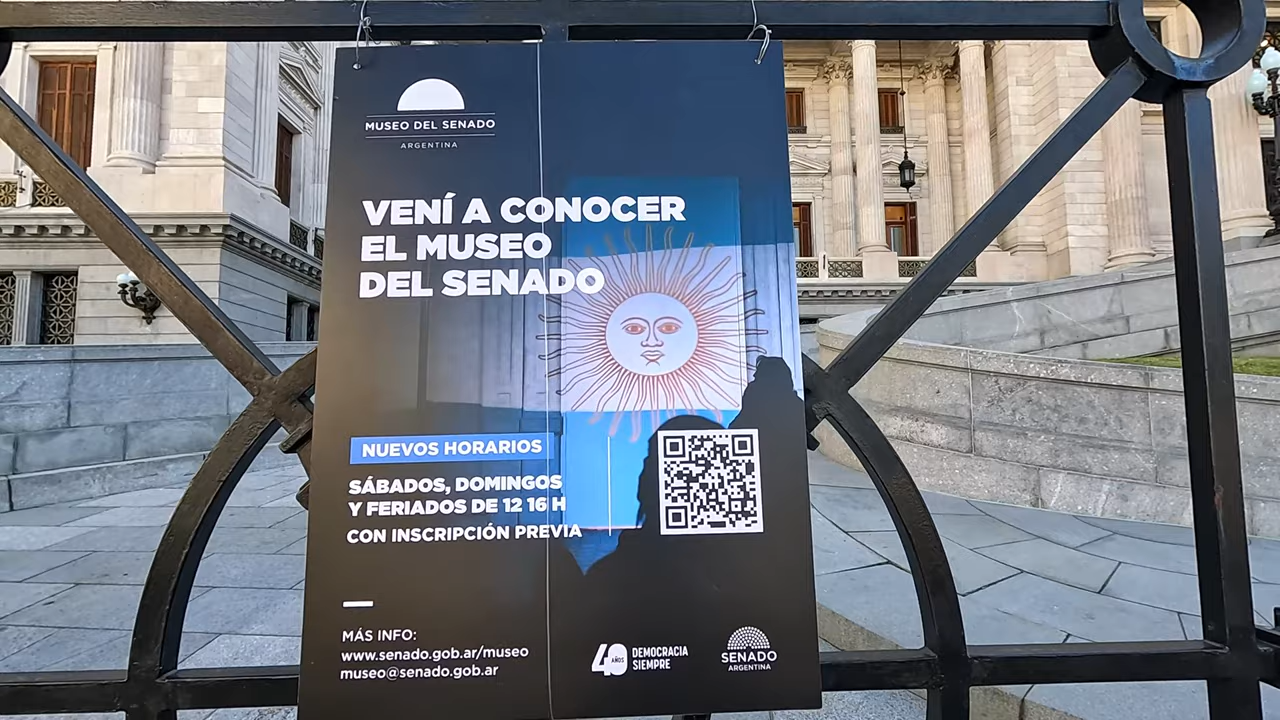 MUSEO DEL SENADO
ARGENTINA
VENÍ A CONOCER
EL MUSEO
DEL SENADO
NUEVOS HORARIOS
SÁBADOS, DOMINGOS
Y FERIADOS DE 12 16 H
CON INSCRIPCIÓN PREVIA
MÁS INFO:
www.senado.gob.ar/museo
museo@senado.gob.ar
40 AÑOS
DEMOCRACIA
SIEMPRE
SENADO
ARGENTINA